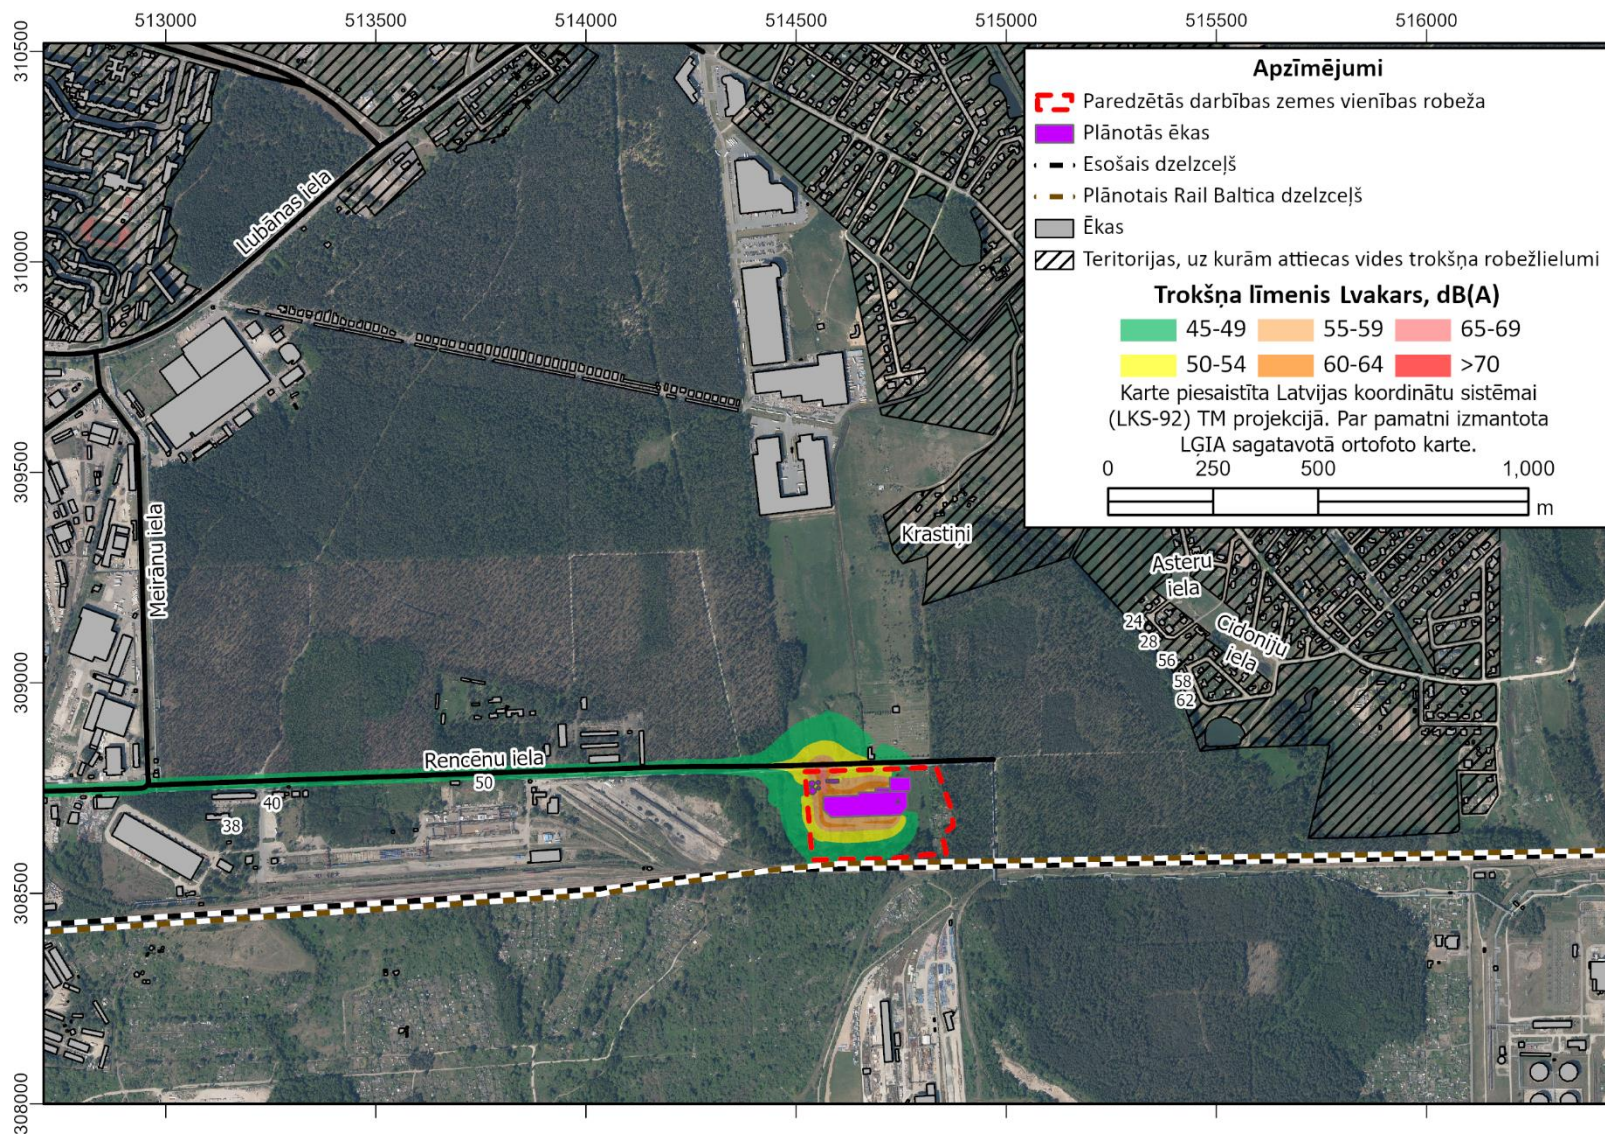 513000
513500
514000
514500
515000
515500
516000
310500
310000
309500
309000
308500
308000
Apzīmējumi
Paredzētās darbības zemes vienības robeža
Plānotās ēkas
Esošais dzelzceļš
Plānotais Rail Baltica dzelzceļš
Ēkas
Teritorijas, uz kurām attiecas vides trokšņa robežlielumi
Trokšņa līmenis Lvakars, dB(A)
45-49
55-59
65-69
50-54
60-64
>70
Karte piesaistīta Latvijas koordinātu sistēmai
(LKS-92) TM projekcijā. Par pamatni izmantota
LĢIA sagatavotā ortofoto karte.
0
250
500
1,000
m
Lubānas iela
Meirānu iela
Krastiņi
Asteru
iela
Cidoniju
iela
24
28
56
58
62
Rencēnu iela
50
40
38